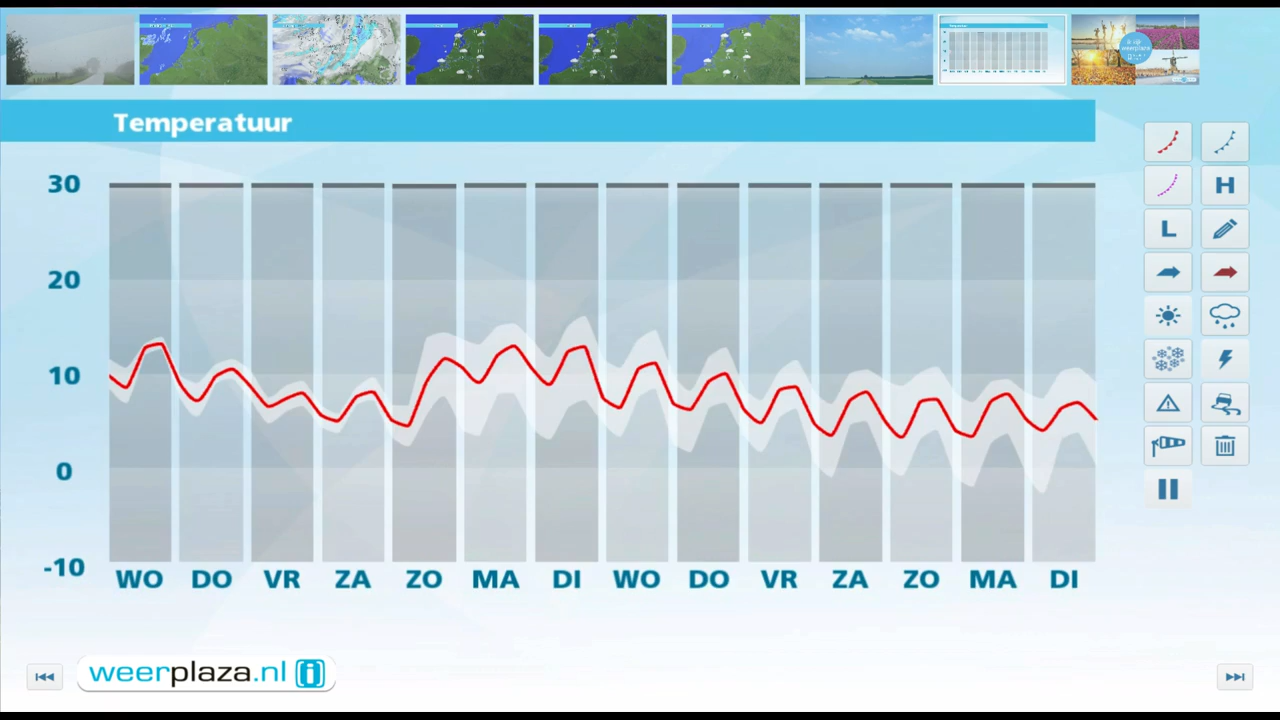 Temperatuur
30
20
10
0
-10
WO DO VR ZA ZO MA DI WO DO VR ZA ZO MA DI
H
L
weerplaza.nl i
weerplaza